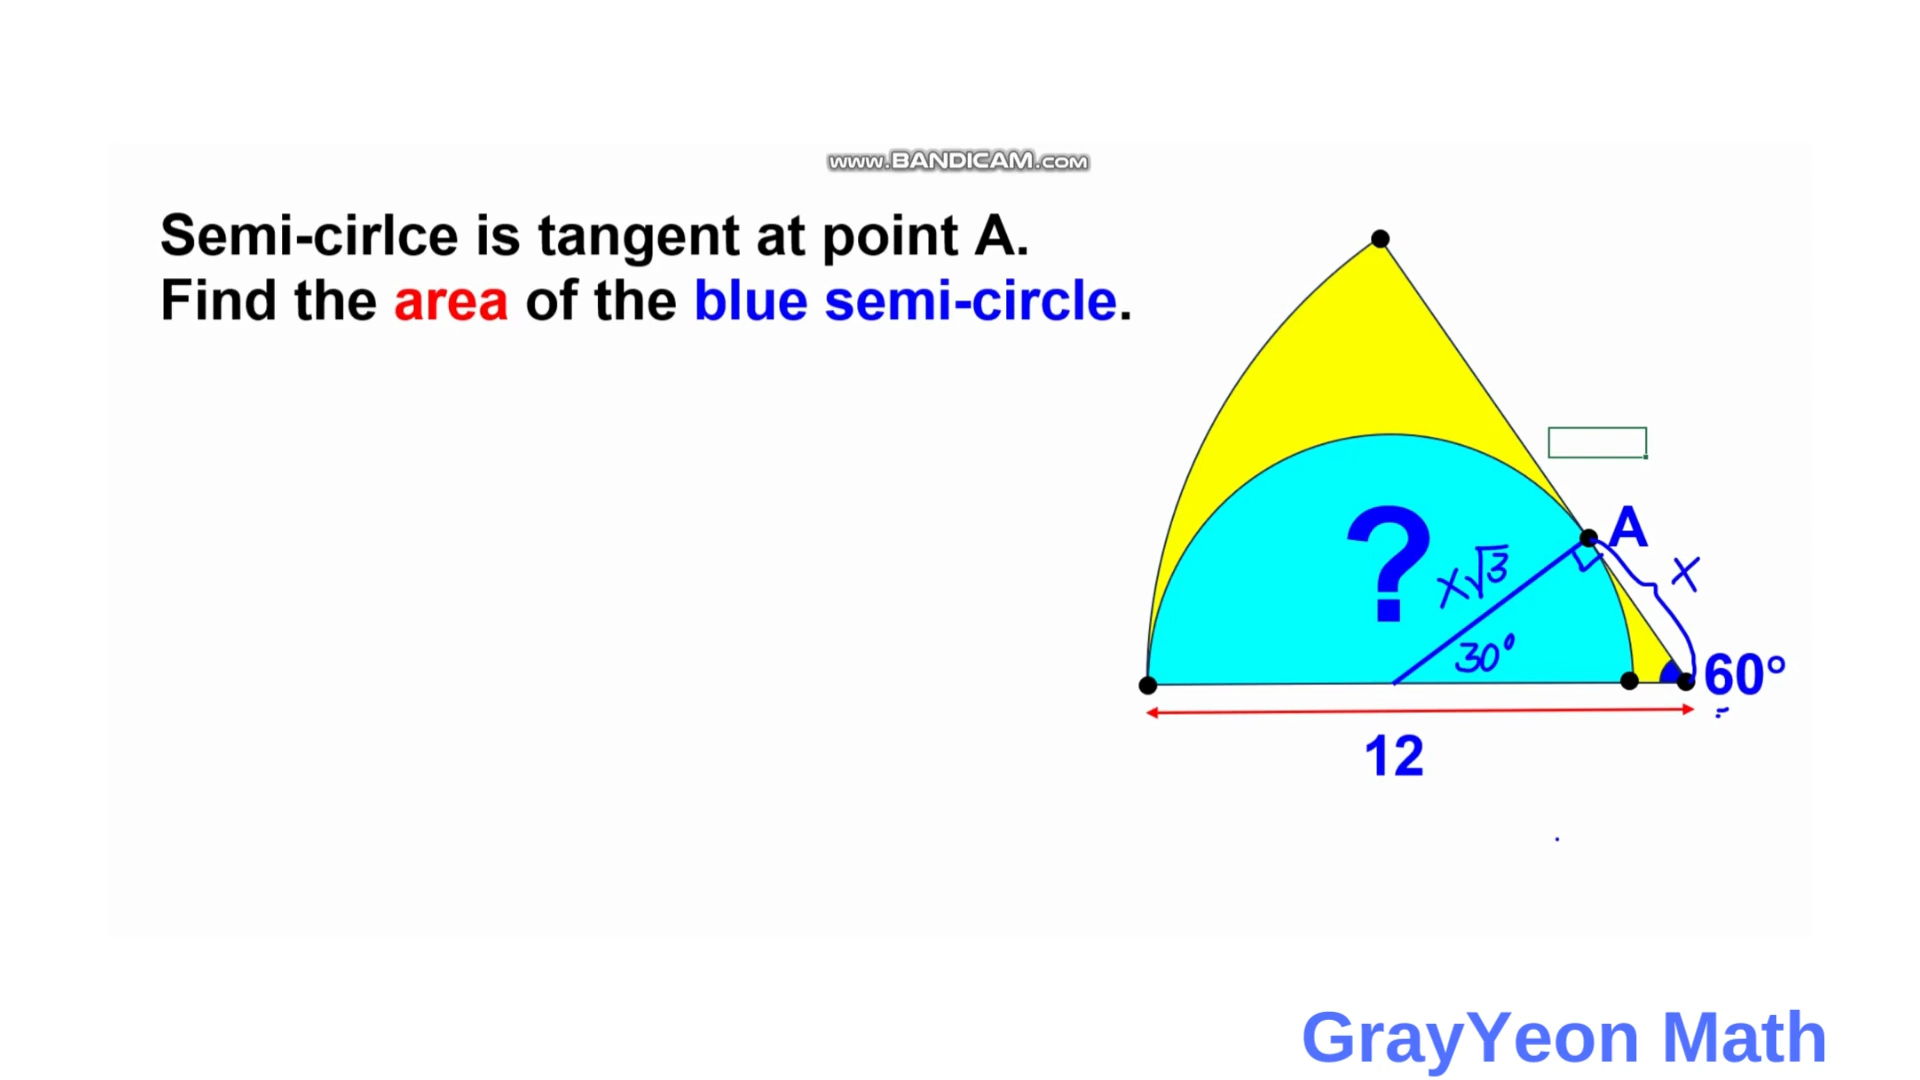 www.BANDICAM.com
Semi-cirlce is tangent at point A.
Find the area of the blue semi-circle.
?
A
x√3
x
30°
60°
12
GrayYeon Math